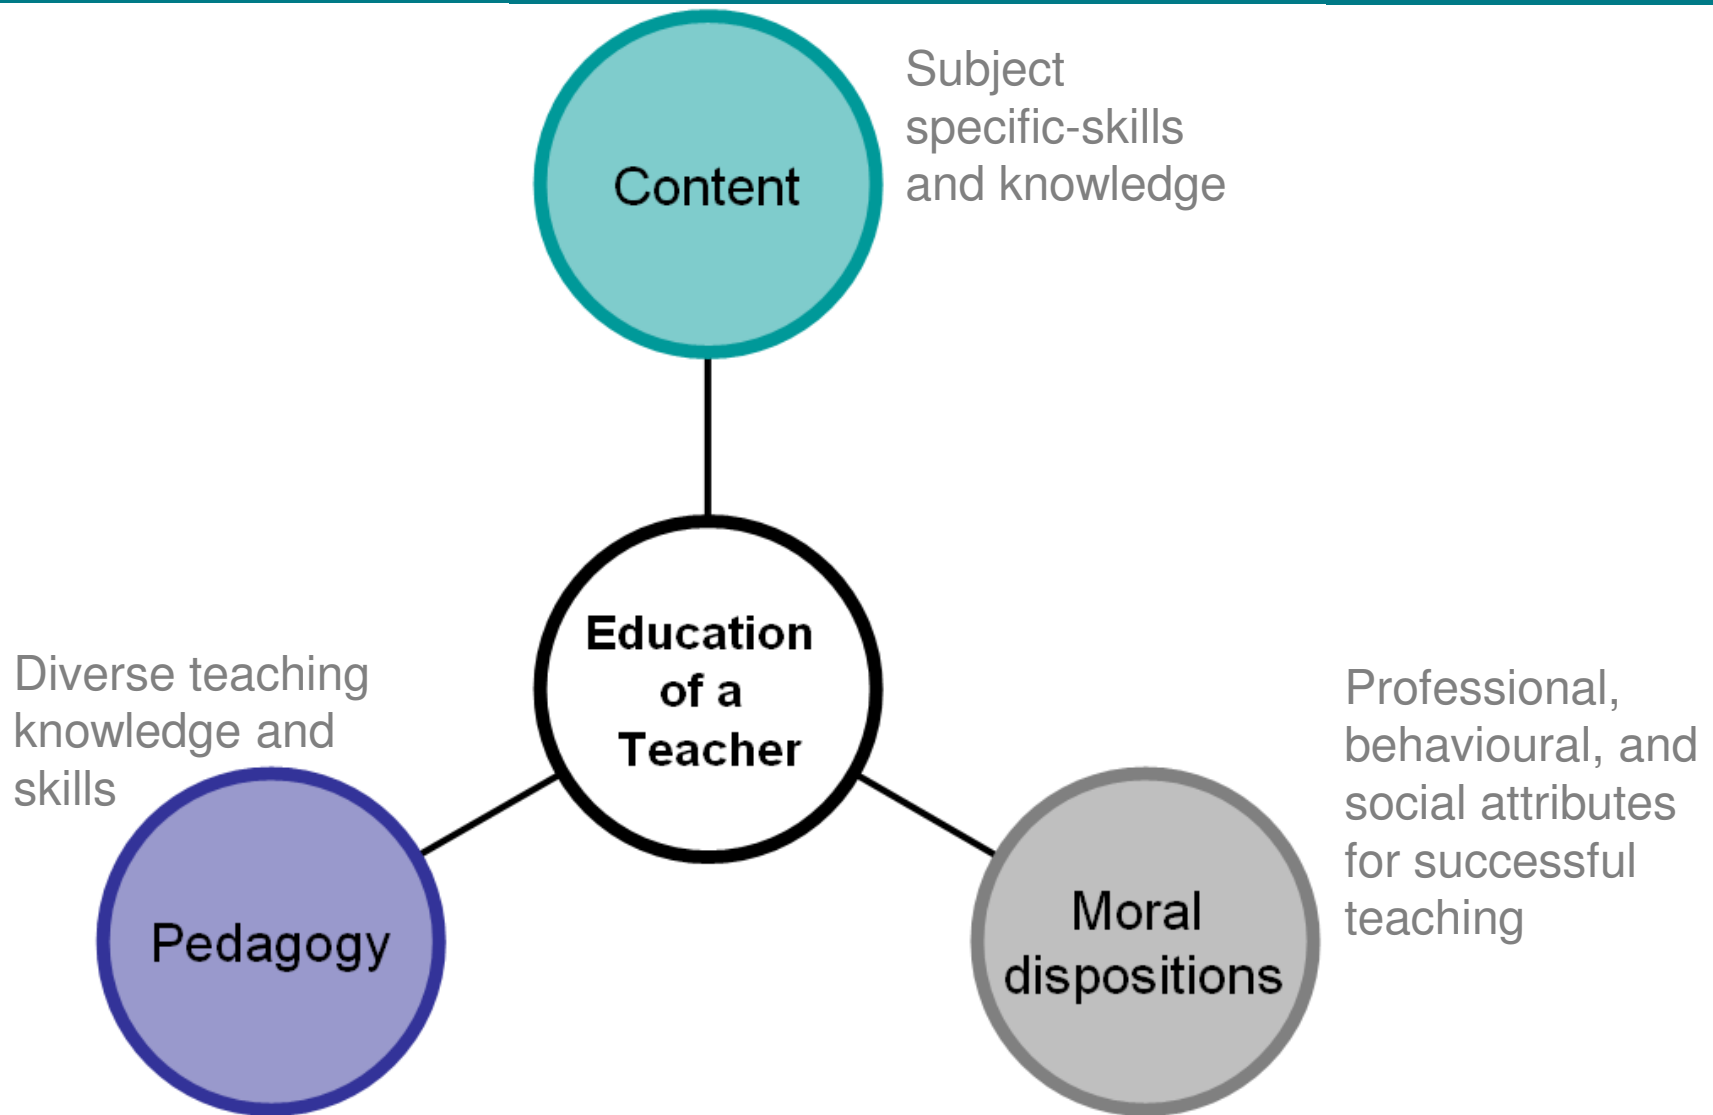 Content
Subject
specific-skills
and knowledge
Education
of a
Teacher
Diverse teaching
knowledge and
skills
Pedagogy
Moral
dispositions
Professional,
behavioural, and
social attributes
for successful
teaching